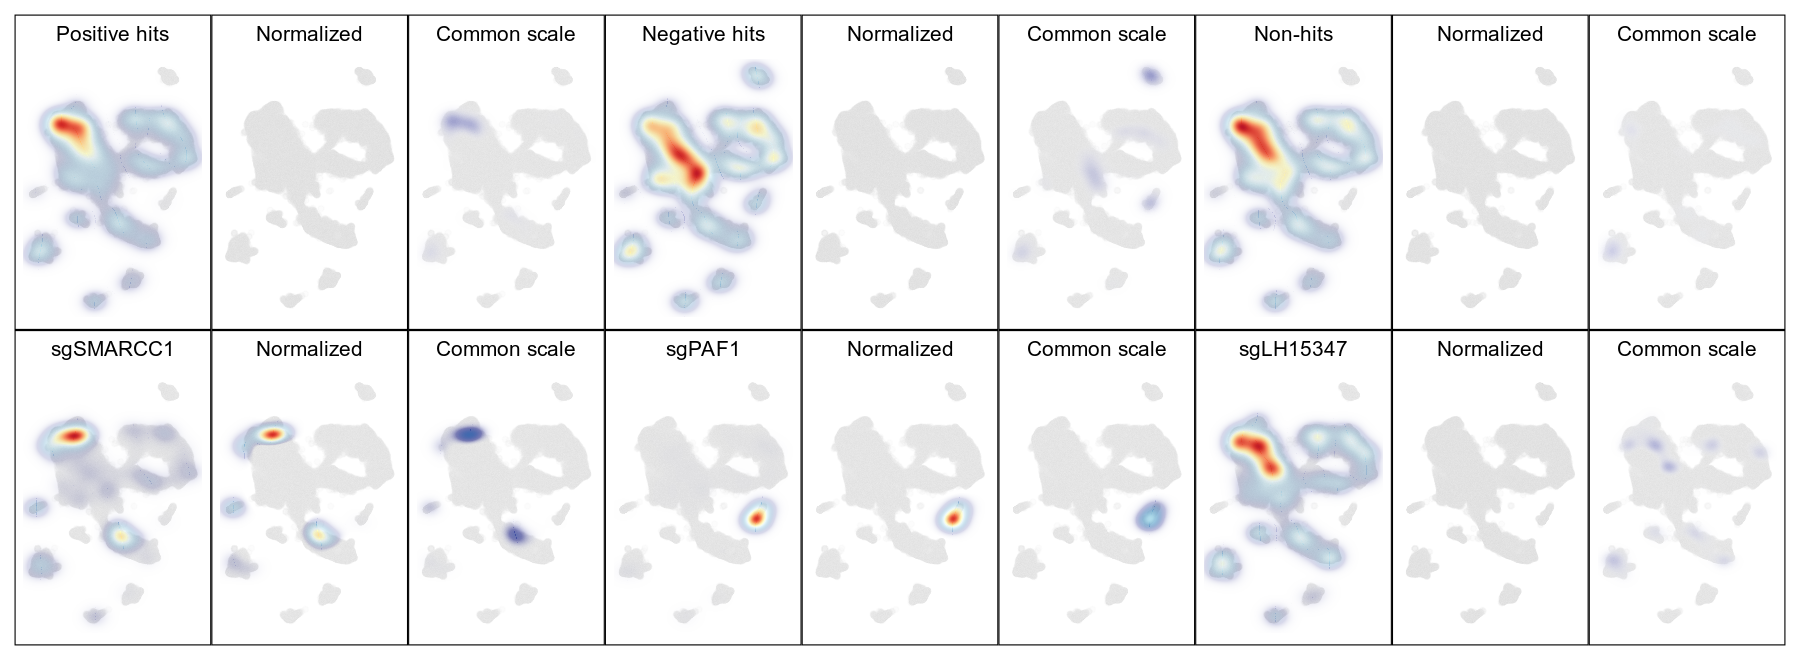 Positive hits
Normalized
Common scale
Negative hits
Normalized
Common scale
Non-hits
Normalized
Common scale
sgSMARCC1
Normalized
Common scale
sgPAF1
Normalized
Common scale
sgLH15347
Normalized
Common scale